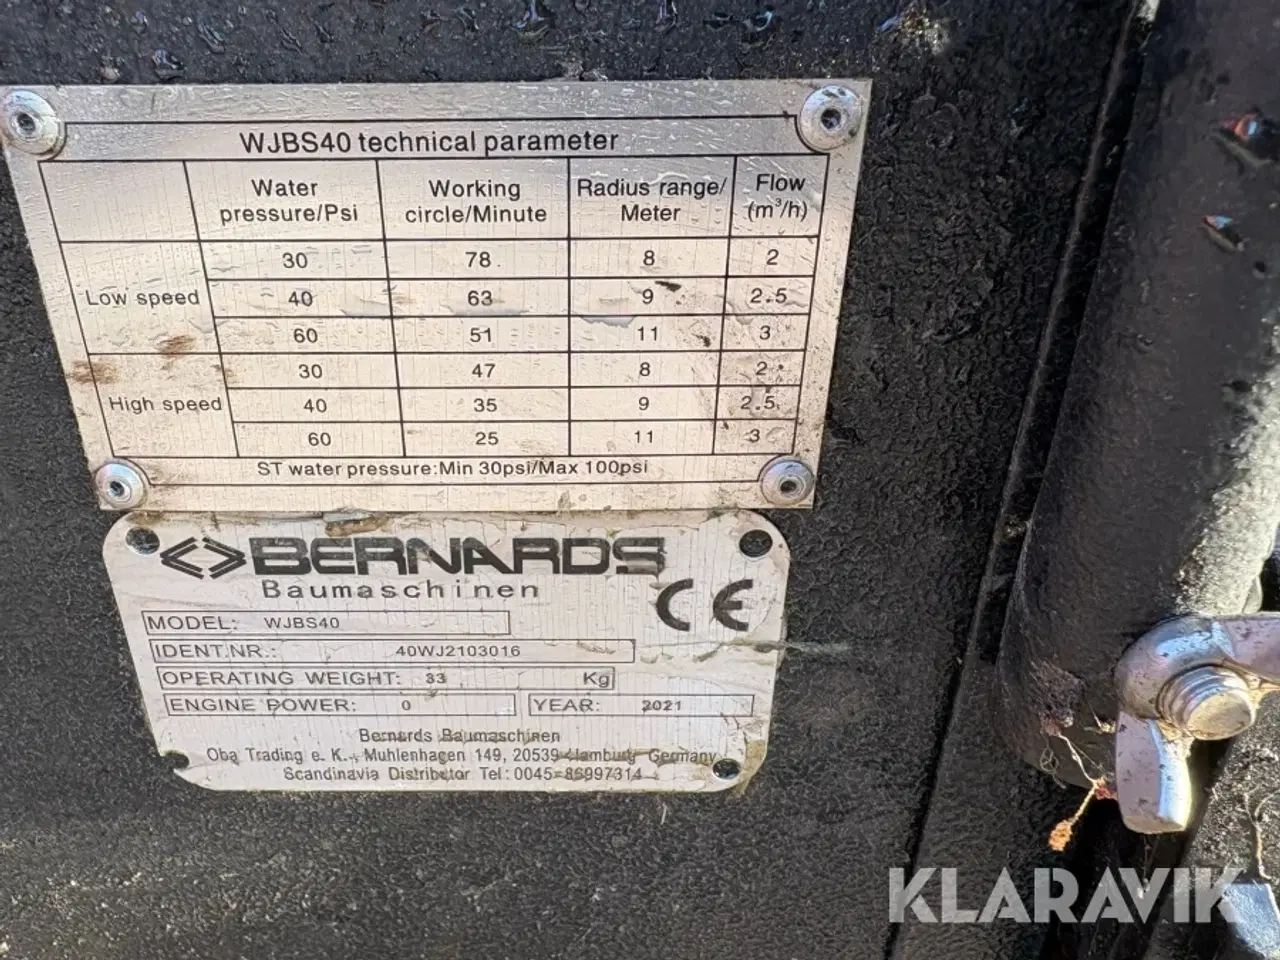 WJBS40 technical parameter
Water pressure/Psi Working circle/Minute Radius range/Meter Flow (m³/h)
Low speed 30 78 8 2
40 63 9 2.5
60 51 11 3
High speed 30 47 8 2
40 35 9 2.5
60 25 11 3
ST water pressure:Min 30psi/Max 100psi
<>BERNARDS
Baumaschinen
CE
MODEL: WJBS40
IDENT.NR.: 40WJ2103016
OPERATING WEIGHT: 33 Kg
ENGINE POWER: 0 YEAR: 2021
Bernards Baumaschinen
Oba Trading e. K., Muhlenhagen 149, 20539 Hamburg Germany
Scandinavia Distributor Tel:0045-86997314
KLARAVIK